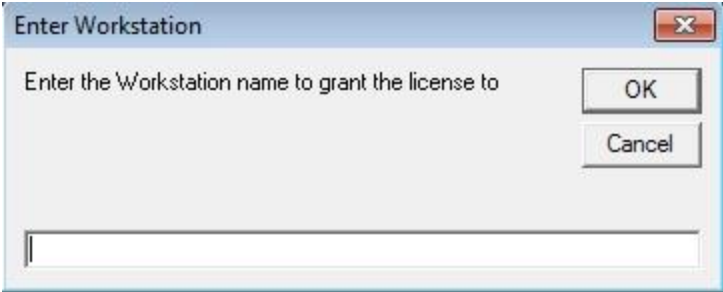 Enter Workstation
Enter the Workstation name to grant the license to
OK
Cancel